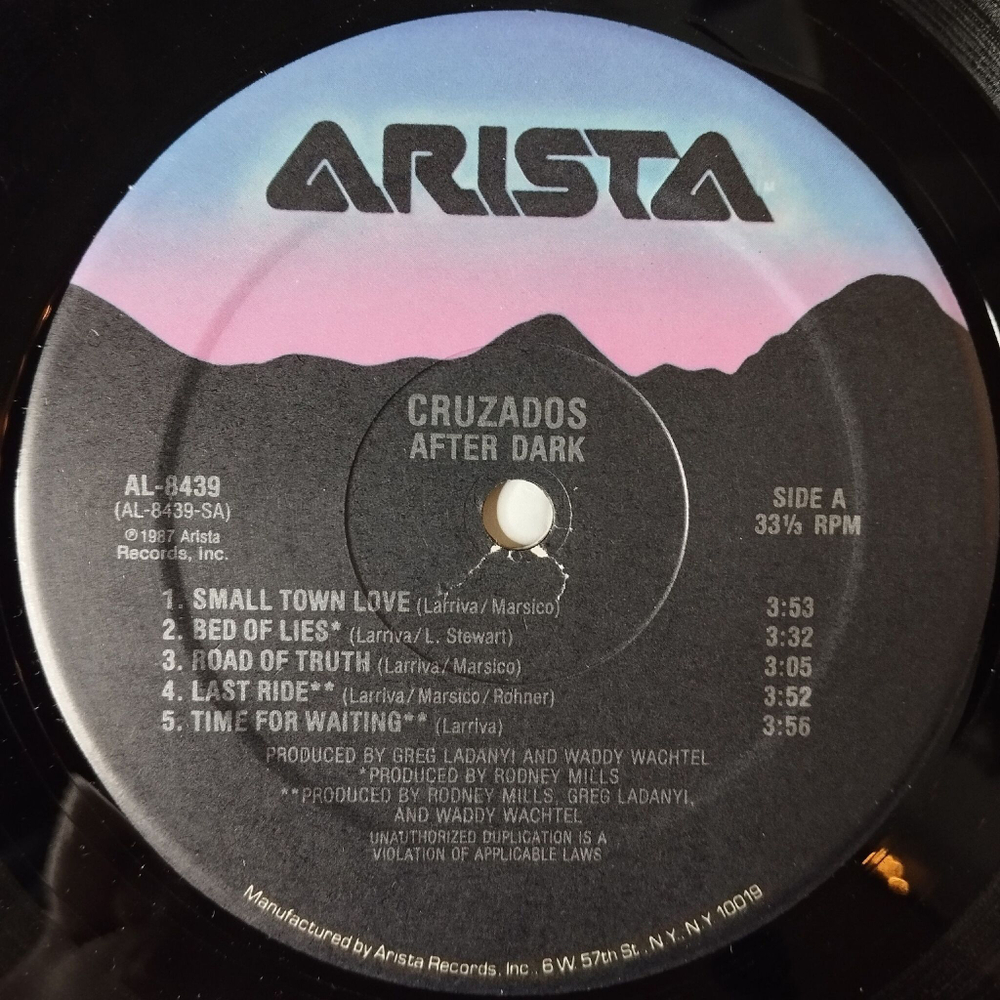 ARISTA
CRUZADOS
AFTER DARK
AL-8439
(AL-8439-SA)
℗1987 Arista
Records, Inc.
SIDE A
33⅓ RPM
1. SMALL TOWN LOVE (Larriva/Marsico) 3:53
2. BED OF LIES* (Larriva/L. Stewart) 3:32
3. ROAD OF TRUTH (Larriva/Marsico) 3:05
4. LAST RIDE** (Larriva/Marsico/Rohner) 3:52
5. TIME FOR WAITING** (Larriva) 3:56
PRODUCED BY GREG LADANYI AND WADDY WACHTEL
*PRODUCED BY RODNEY MILLS
**PRODUCED BY RODNEY MILLS, GREG LADANYI,
AND WADDY WACHTEL
UNAUTHORIZED DUPLICATION IS A
VIOLATION OF APPLICABLE LAWS
Manufactured by Arista Records, Inc., 6 W. 57th St., N.Y., N.Y. 10019